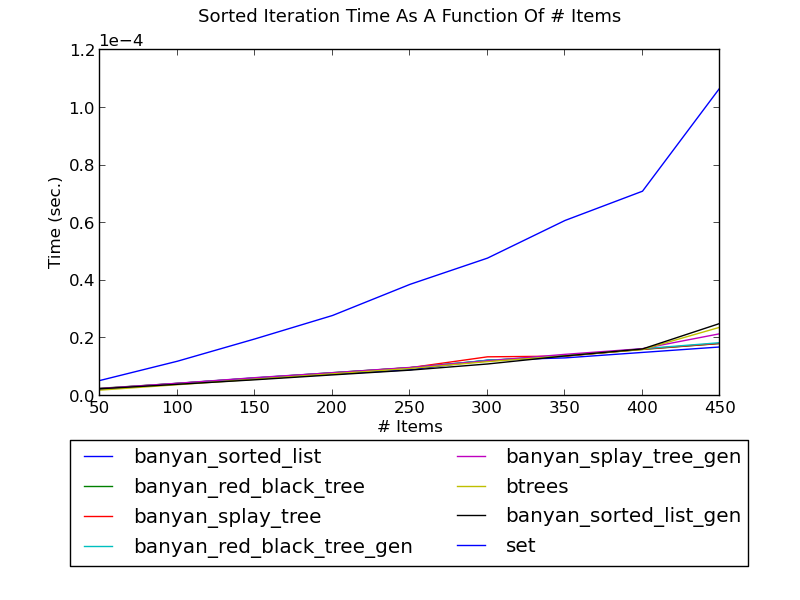 Sorted Iteration Time As A Function Of # Items
1e−4
1.2
1.0
0.8
0.6
0.4
0.2
0.0
Time (sec.)
50 100 150 200 250 300 350 400 450
# Items
banyan_sorted_list
banyan_red_black_tree
banyan_splay_tree
banyan_red_black_tree_gen
banyan_splay_tree_gen
btrees
banyan_sorted_list_gen
set